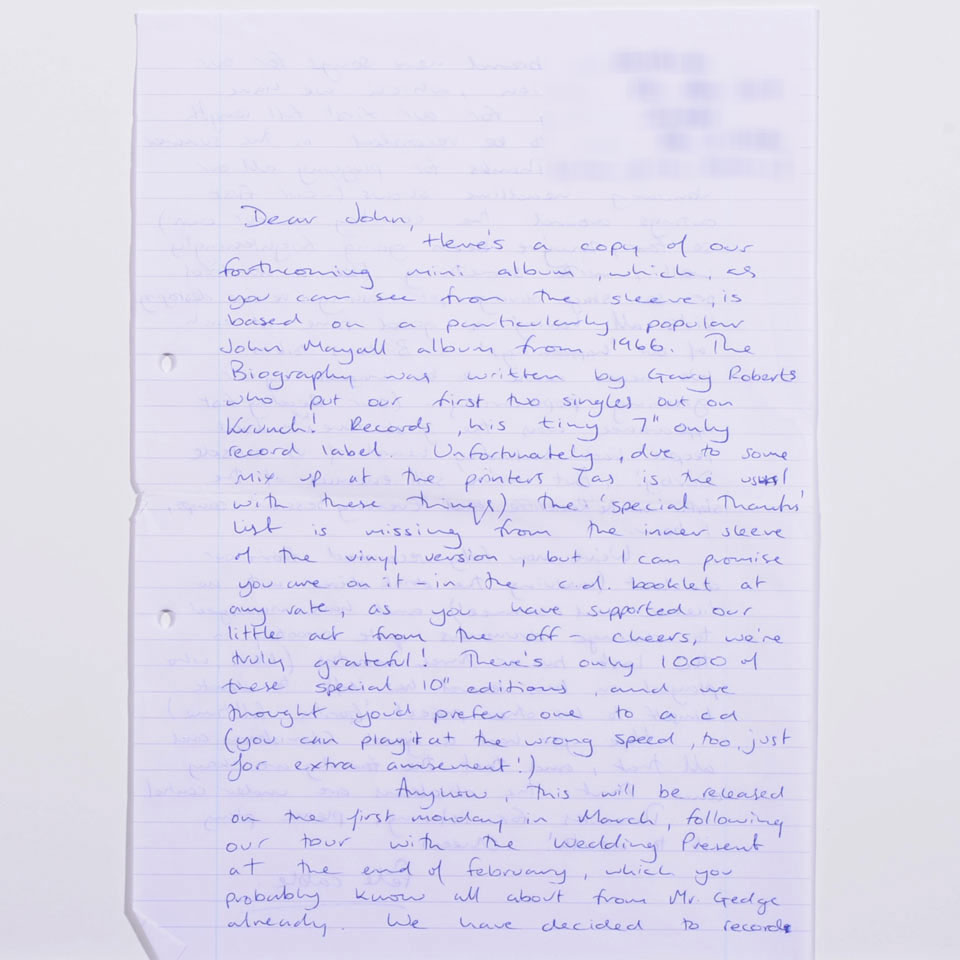 Dear John,
Here's a copy of our
forthcoming mini album, which, as
you can see from the sleeve, is
based on a particularly popular
John Mayall album from 1966. The
Biography was written by Gary Roberts
who put our first two singles out on
Krunch! Records, his tiny 7" only
record label. Unfortunately, due to some
mix up at the printers (as is the usual
with these things) the 'special Thanks'
list is missing from the inner sleeve
of the vinyl version, but I can promise
you are on it - in the c.d. booklet at
any rate, as you have supported our
little act from the off - cheers, we're
truly grateful! There's only 1000 of
these special 10" editions, and we
thought you'd prefer one to a cd
(you can play it at the wrong speed, too, just
for extra amusement!)
Anyhow, this will be released
on the first monday in March, following
our tour with the 'Wedding Present'
at the end of february, which you
probably know all about from Mr. Gedge
already. We have decided to record